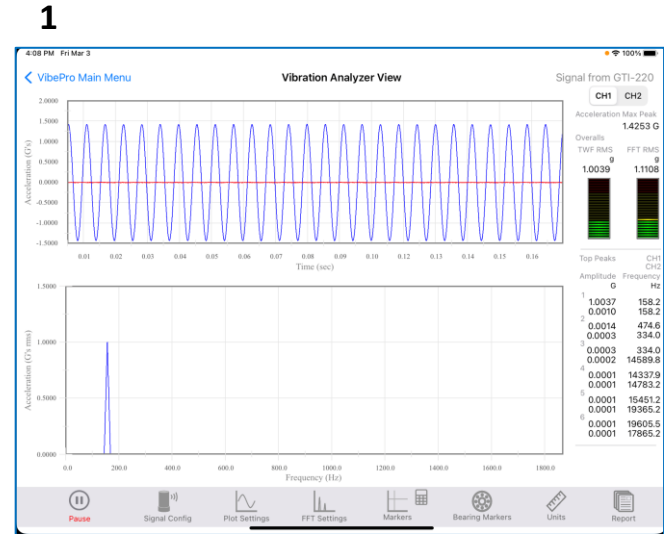 1
4:08 PM Fri Mar 3
100%
VibePro Main Menu
Vibration Analyzer View
Signal from GTI-220
CH1 CH2
Acceleration Max Peak
1.4253 G
Overalls
TWF RMS FFT RMS
g g
1.0039 1.1108
Acceleration (G's)
2.0000
1.5000
1.0000
0.5000
0.0000
-0.5000
-1.0000
-1.5000
0.01 0.02 0.03 0.04 0.05 0.06 0.07 0.08 0.09 0.10 0.11 0.12 0.13 0.14 0.15 0.16
Time (sec)
Top Peaks CH1
CH2
Amplitude Frequency
G Hz
1
1.0037 158.2
0.0010 158.2
2
0.0014 474.6
0.0003 334.0
3
0.0003 334.0
0.0002 14589.8
4
0.0001 14337.9
0.0001 14783.2
5
0.0001 15451.2
0.0001 19365.2
6
0.0001 19605.5
0.0001 17865.2
Acceleration (G's rms)
1.5000
1.0000
0.5000
0.0000
0.0 200.0 400.0 600.0 800.0 1000.0 1200.0 1400.0 1600.0 1800.0
Frequency (Hz)
Pause
Signal Config
Plot Settings
FFT Settings
Markers
Bearing Markers
Units
Report